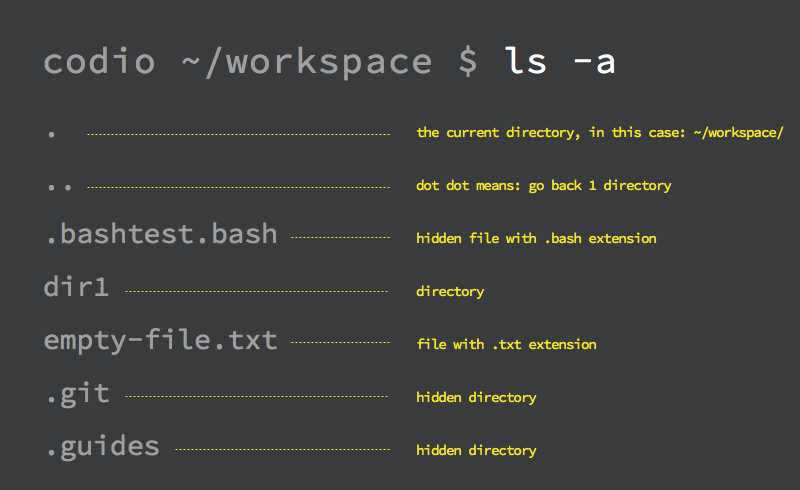 codio ~/workspace $ ls -a
. the current directory, in this case: ~/workspace/
.. dot dot means: go back 1 directory
.bashtest.bash hidden file with .bash extension
dir1 directory
empty-file.txt file with .txt extension
.git hidden directory
.guides hidden directory